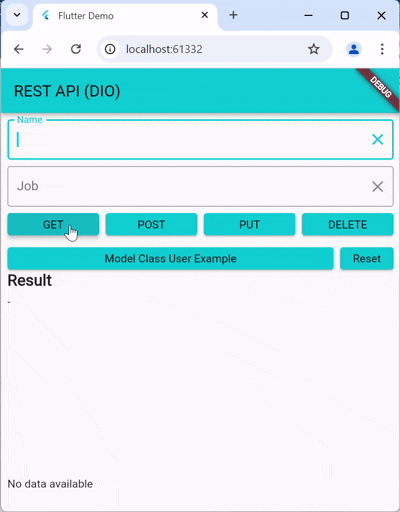 Flutter Demo
localhost:61332
REST API (DIO)
DEBUG
Name
Job
GET POST PUT DELETE
Model Class User Example Reset
Result
-
No data available